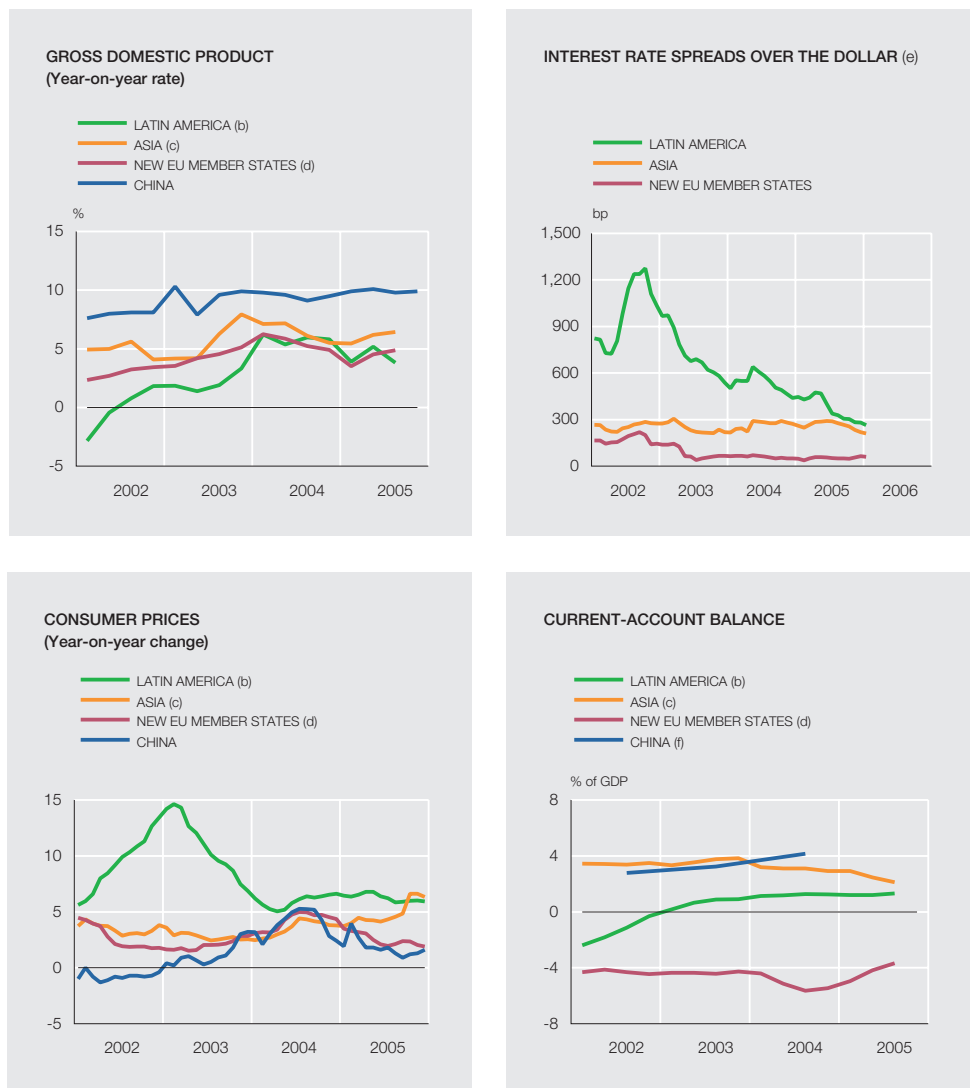 GROSS DOMESTIC PRODUCT
(Year-on-year rate)
LATIN AMERICA (b)
ASIA (c)
NEW EU MEMBER STATES (d)
CHINA
%
15
10
5
0
-5
2002 2003 2004 2005
INTEREST RATE SPREADS OVER THE DOLLAR (e)
LATIN AMERICA
ASIA
NEW EU MEMBER STATES
bp
1,500
1,200
900
600
300
0
2002 2003 2004 2005 2006
CONSUMER PRICES
(Year-on-year change)
LATIN AMERICA (b)
ASIA (c)
NEW EU MEMBER STATES (d)
CHINA
15
10
5
0
-5
2002 2003 2004 2005
CURRENT-ACCOUNT BALANCE
LATIN AMERICA (b)
ASIA (c)
NEW EU MEMBER STATES (d)
CHINA (f)
% of GDP
8
4
0
-4
-8
2002 2003 2004 2005